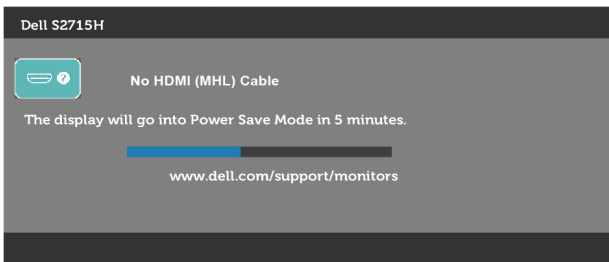 Dell S2715H
?
No HDMI (MHL) Cable
The display will go into Power Save Mode in 5 minutes.
www.dell.com/support/monitors